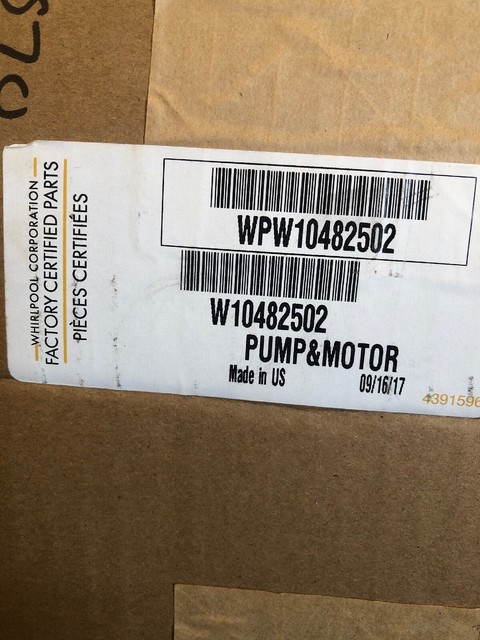 WHIRLPOOL CORPORATION
FACTORY CERTIFIED PARTS
PIÈCES CERTIFIÉES
WPW10482502
W10482502
PUMP&MOTOR
Made in US 09/16/17
4391596